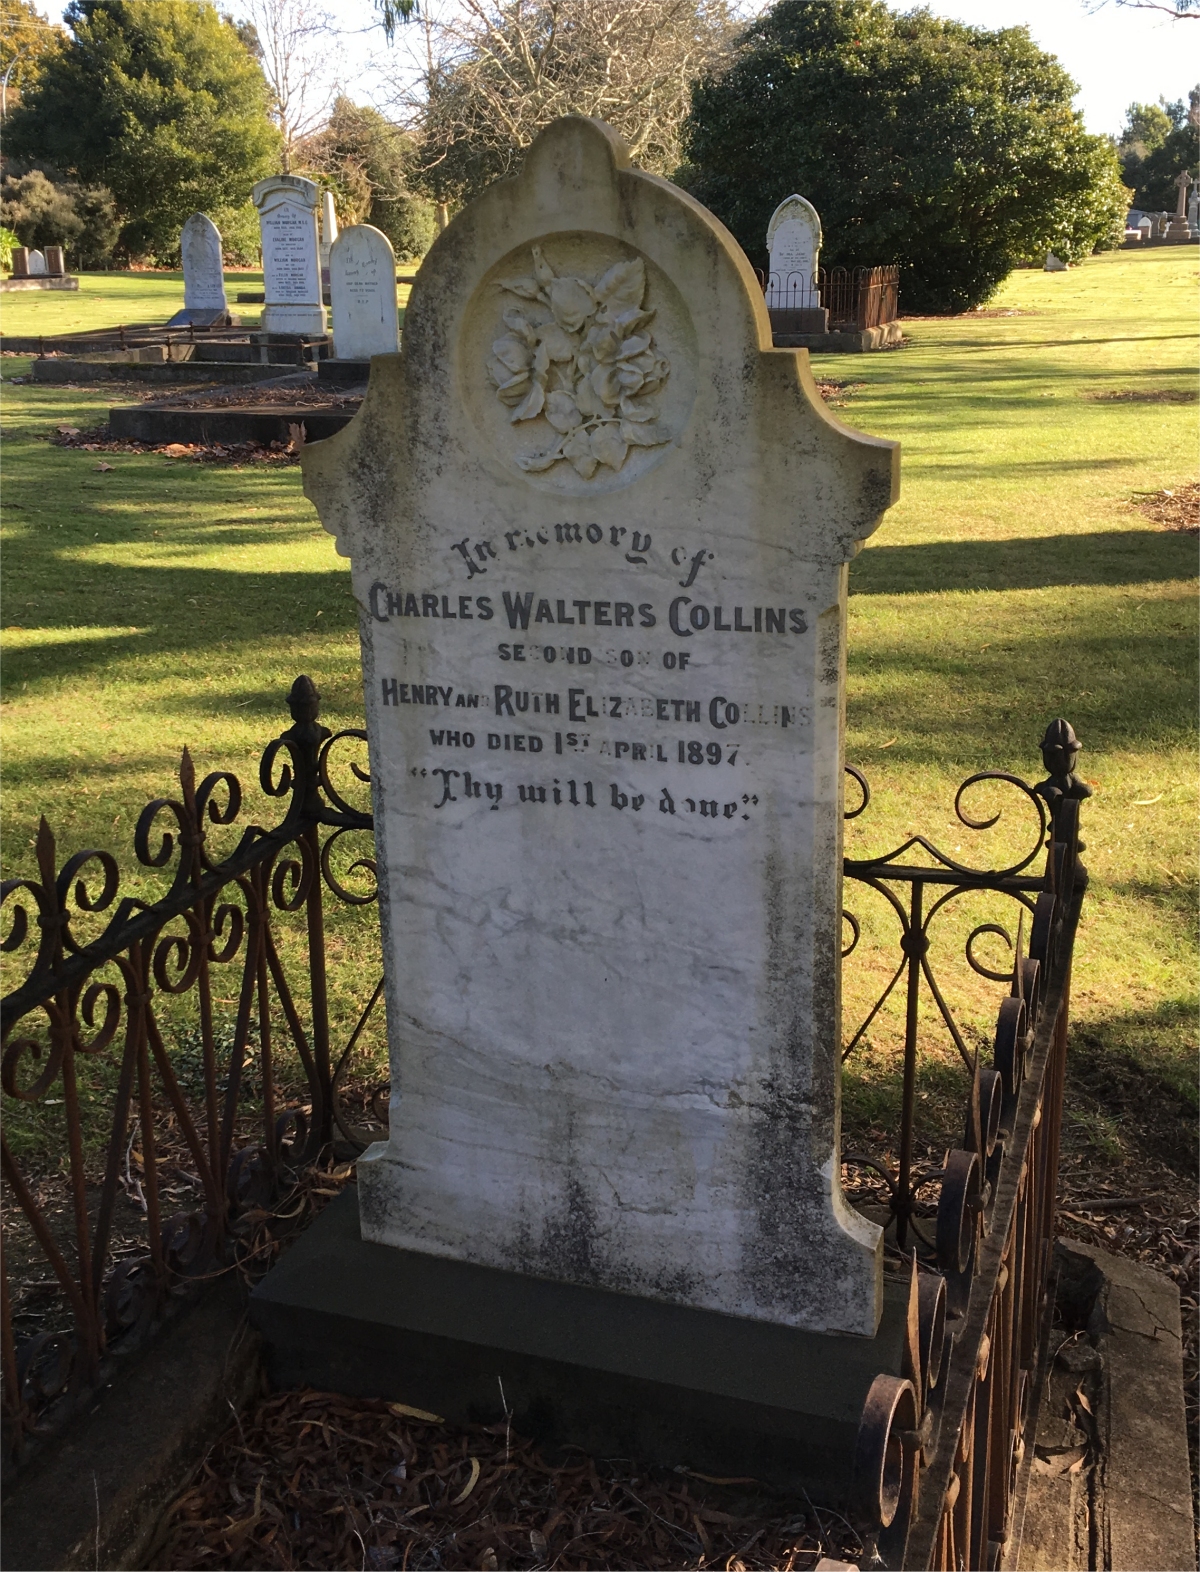 In memory of
CHARLES WALTERS COLLINS
SECOND SON OF
HENRY AND RUTH ELIZABETH COLLINS
WHO DIED 1ST APRIL 1897.
"Thy will be done."